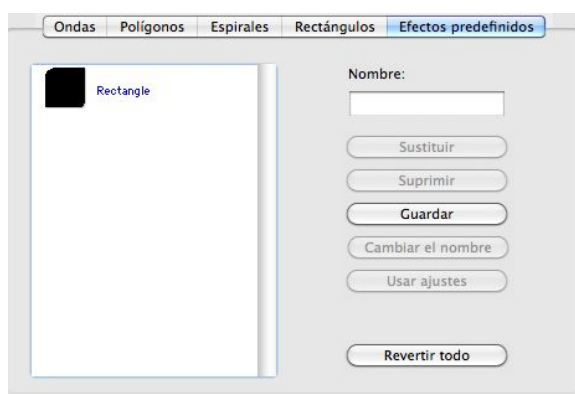 Ondas Polígonos Espirales Rectángulos Efectos predefinidos
Rectangle
Nombre:
Sustituir
Suprimir
Guardar
Cambiar el nombre
Usar ajustes
Revertir todo